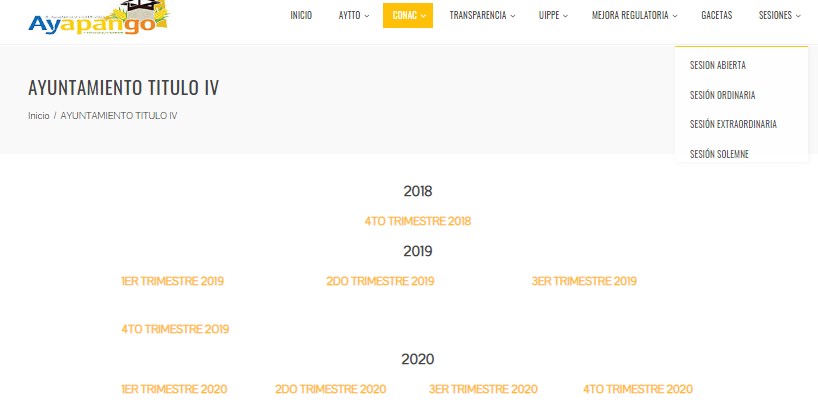 Ayapango
INICIO AYTTO CONAC TRANSPARENCIA UIPPE MEJORA REGULATORIA GACETAS SESIONES
SESION ABIERTA
SESIÓN ORDINARIA
SESIÓN EXTRAORDINARIA
SESIÓN SOLEMNE
AYUNTAMIENTO TITULO IV
Inicio / AYUNTAMIENTO TITULO IV
2018
4TO TRIMESTRE 2018
2019
1ER TRIMESTRE 2019 2DO TRIMESTRE 2019 3ER TRIMESTRE 2019
4TO TRIMESTRE 2019
2020
1ER TRIMESTRE 2020 2DO TRIMESTRE 2020 3ER TRIMESTRE 2020 4TO TRIMESTRE 2020